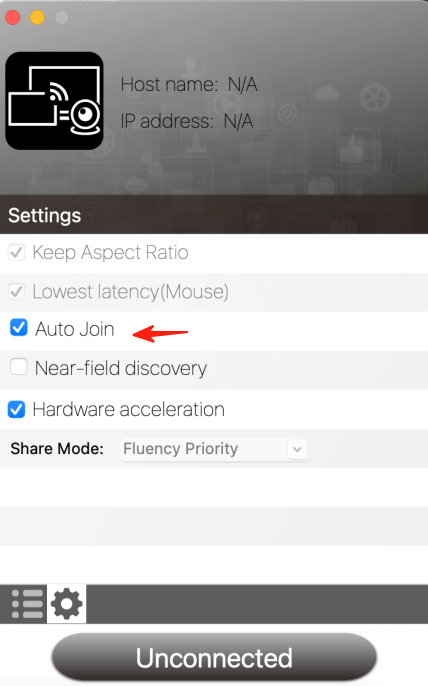 Host name: N/A
IP address: N/A
Settings
Keep Aspect Ratio
Lowest latency(Mouse)
Auto Join
Near-field discovery
Hardware acceleration
Share Mode: Fluency Priority
Unconnected